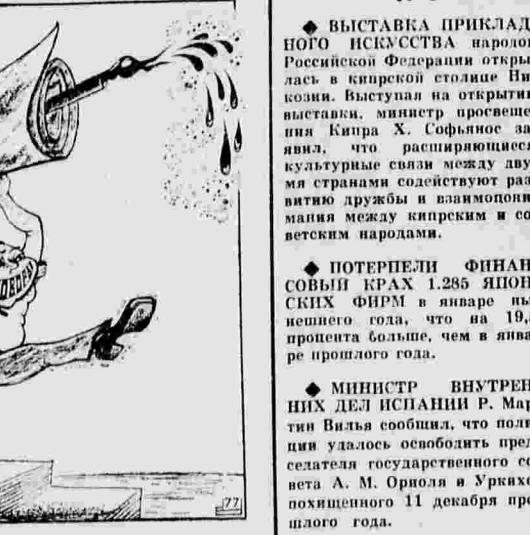 ◆ ВЫСТАВКА ПРИКЛАД
НОГО ИСКУССТВА народо
Российской Федерации откры
лась в кипрской столице Ни
козии. Выступая на открытии
выставки, министр просвеще
ния Кипра Х. Софьянос за
явил, что расширяющиеся
культурные связи между дву
мя странами содействуют раз
витию дружбы и взаимопони
мания между кипрским и со
ветским народами.
◆ ПОТЕРПЕЛИ ФИНАН
СОВЫЙ КРАХ 1.285 ЯПОН
СКИХ ФИРМ в январе ны
нешнего года, что на 19,
процента больше, чем в янва
ре прошлого года.
◆ МИНИСТР ВНУТРЕН
НИХ ДЕЛ ИСПАНИИ Р. Мар
тин Вилья сообщил, что поли
ции удалось освободить пред
седателя государственного со
вета А. М. Ориоля и Уркихо
похищенного 11 декабря про
шлого года.
ОВОРА
77